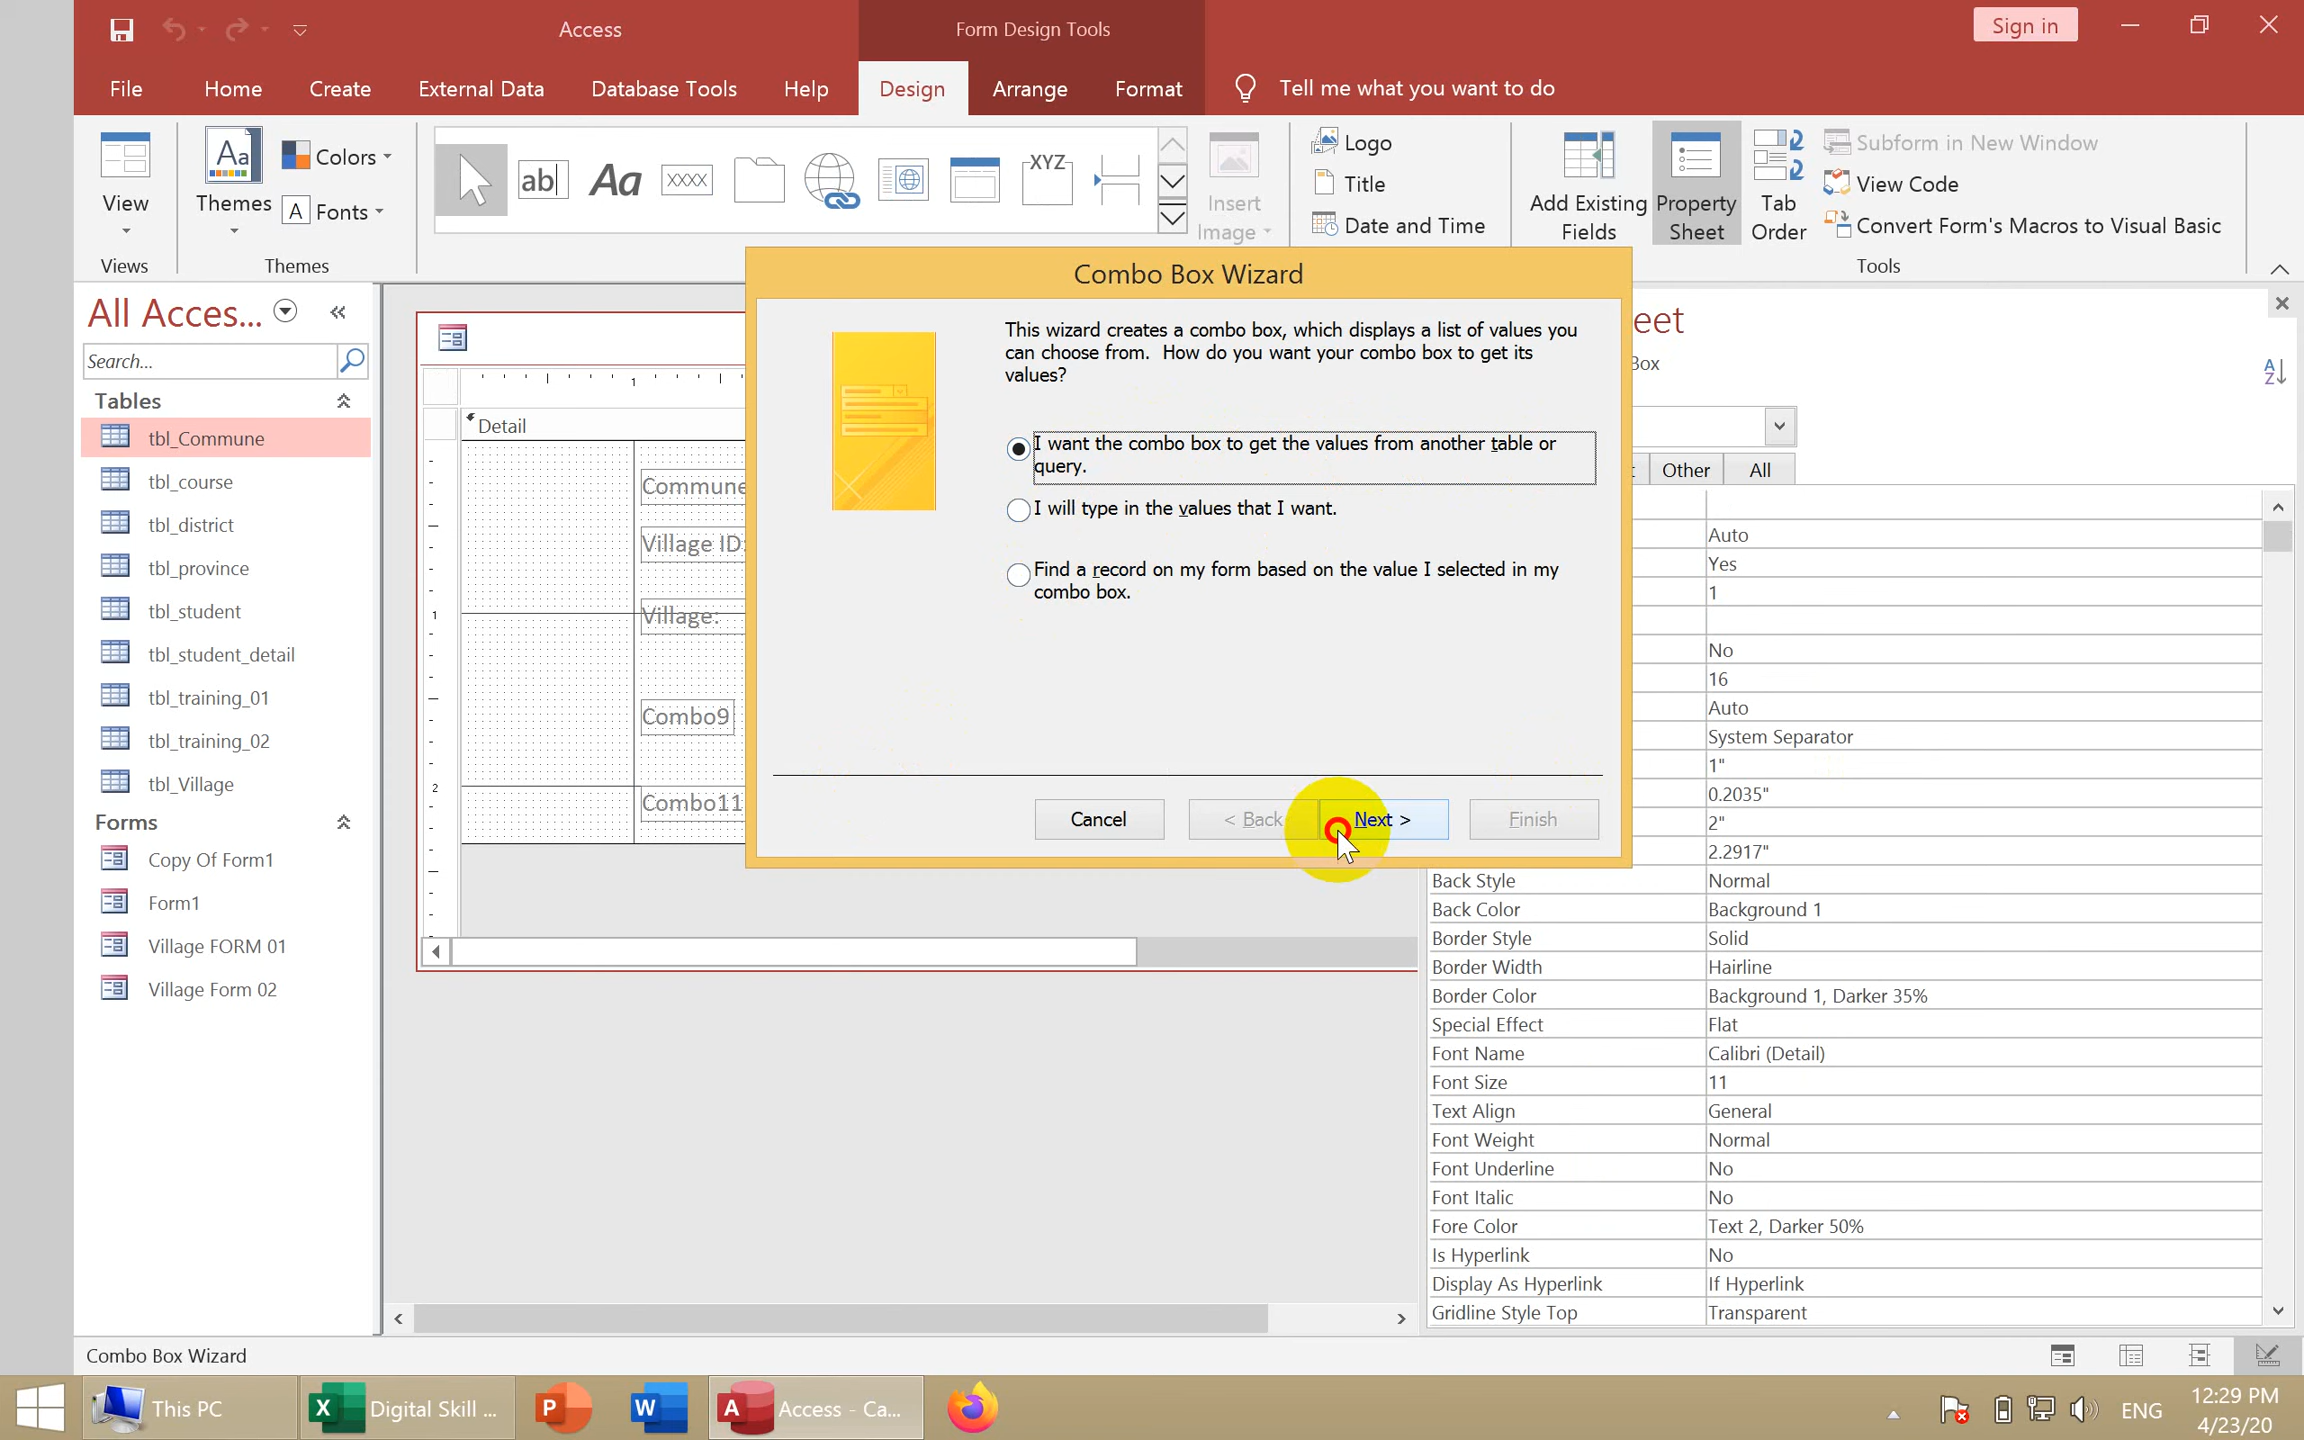 Access
Form Design Tools
Sign in
File
Home
Create
External Data
Database Tools
Help
Design
Arrange
Format
Tell me what you want to do
View
Views
Aa
Themes
Colors
A Fonts
Themes
ab
Aa
XXXX
XYZ
Insert
Image
Logo
Title
Date and Time
Add Existing
Fields
Property
Sheet
Tab
Order
Subform in New Window
View Code
Convert Form's Macros to Visual Basic
Tools
All Acces...
Search...
Tables
tbl_Commune
tbl_course
tbl_district
tbl_province
tbl_student
tbl_student_detail
tbl_training_01
tbl_training_02
tbl_Village
Forms
Copy Of Form1
Form1
Village FORM 01
Village Form 02
1
Detail
Commune
Village ID:
Village:
1
Combo9
2
Combo11
Combo Box Wizard
This wizard creates a combo box, which displays a list of values you
can choose from. How do you want your combo box to get its
values?
I want the combo box to get the values from another table or
query.
I will type in the values that I want.
Find a record on my form based on the value I selected in my
combo box.
Cancel
< Back
Next >
Finish
eet
Box
AZ
t
Other
All
Auto
Yes
1
No
16
Auto
System Separator
1"
0.2035"
2"
2.2917"
Back Style Normal
Back Color Background 1
Border Style Solid
Border Width Hairline
Border Color Background 1, Darker 35%
Special Effect Flat
Font Name Calibri (Detail)
Font Size 11
Text Align General
Font Weight Normal
Font Underline No
Font Italic No
Fore Color Text 2, Darker 50%
Is Hyperlink No
Display As Hyperlink If Hyperlink
Gridline Style Top Transparent
Combo Box Wizard
This PC
X Digital Skill ...
P
W
A Access - Ca...
ENG
12:29 PM
4/23/20